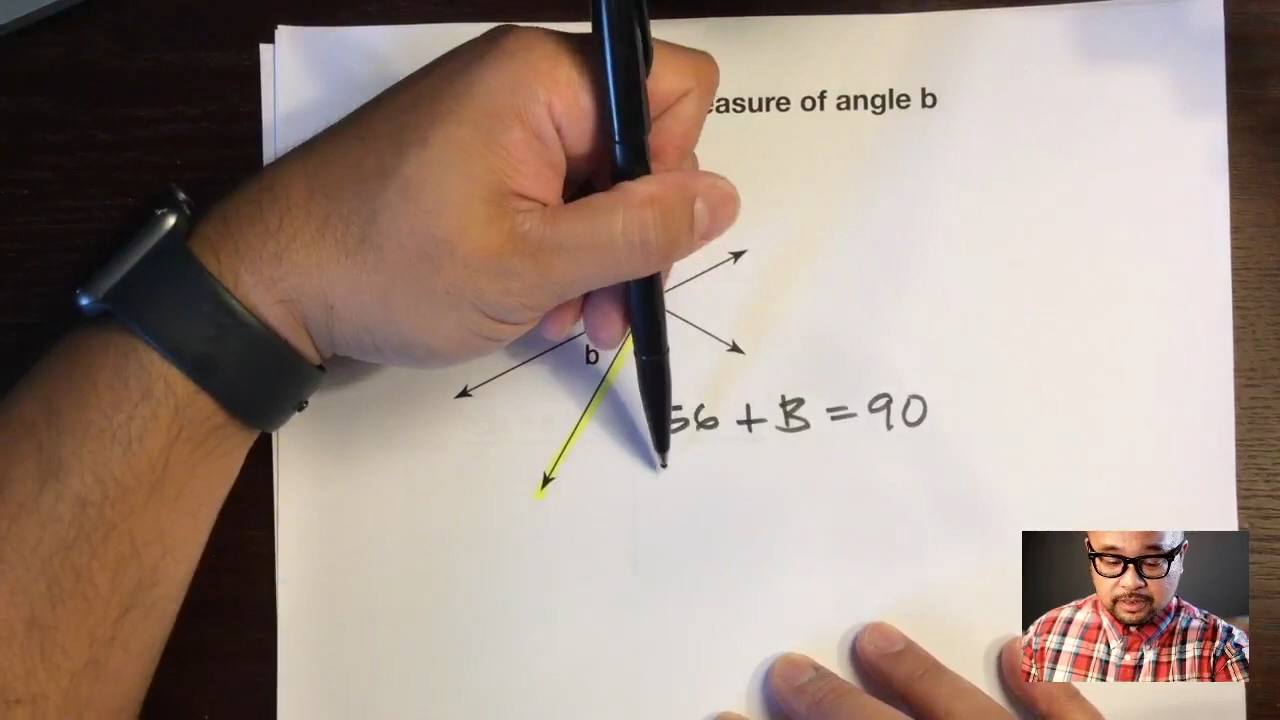 easure of angle b
b
56 + B = 90